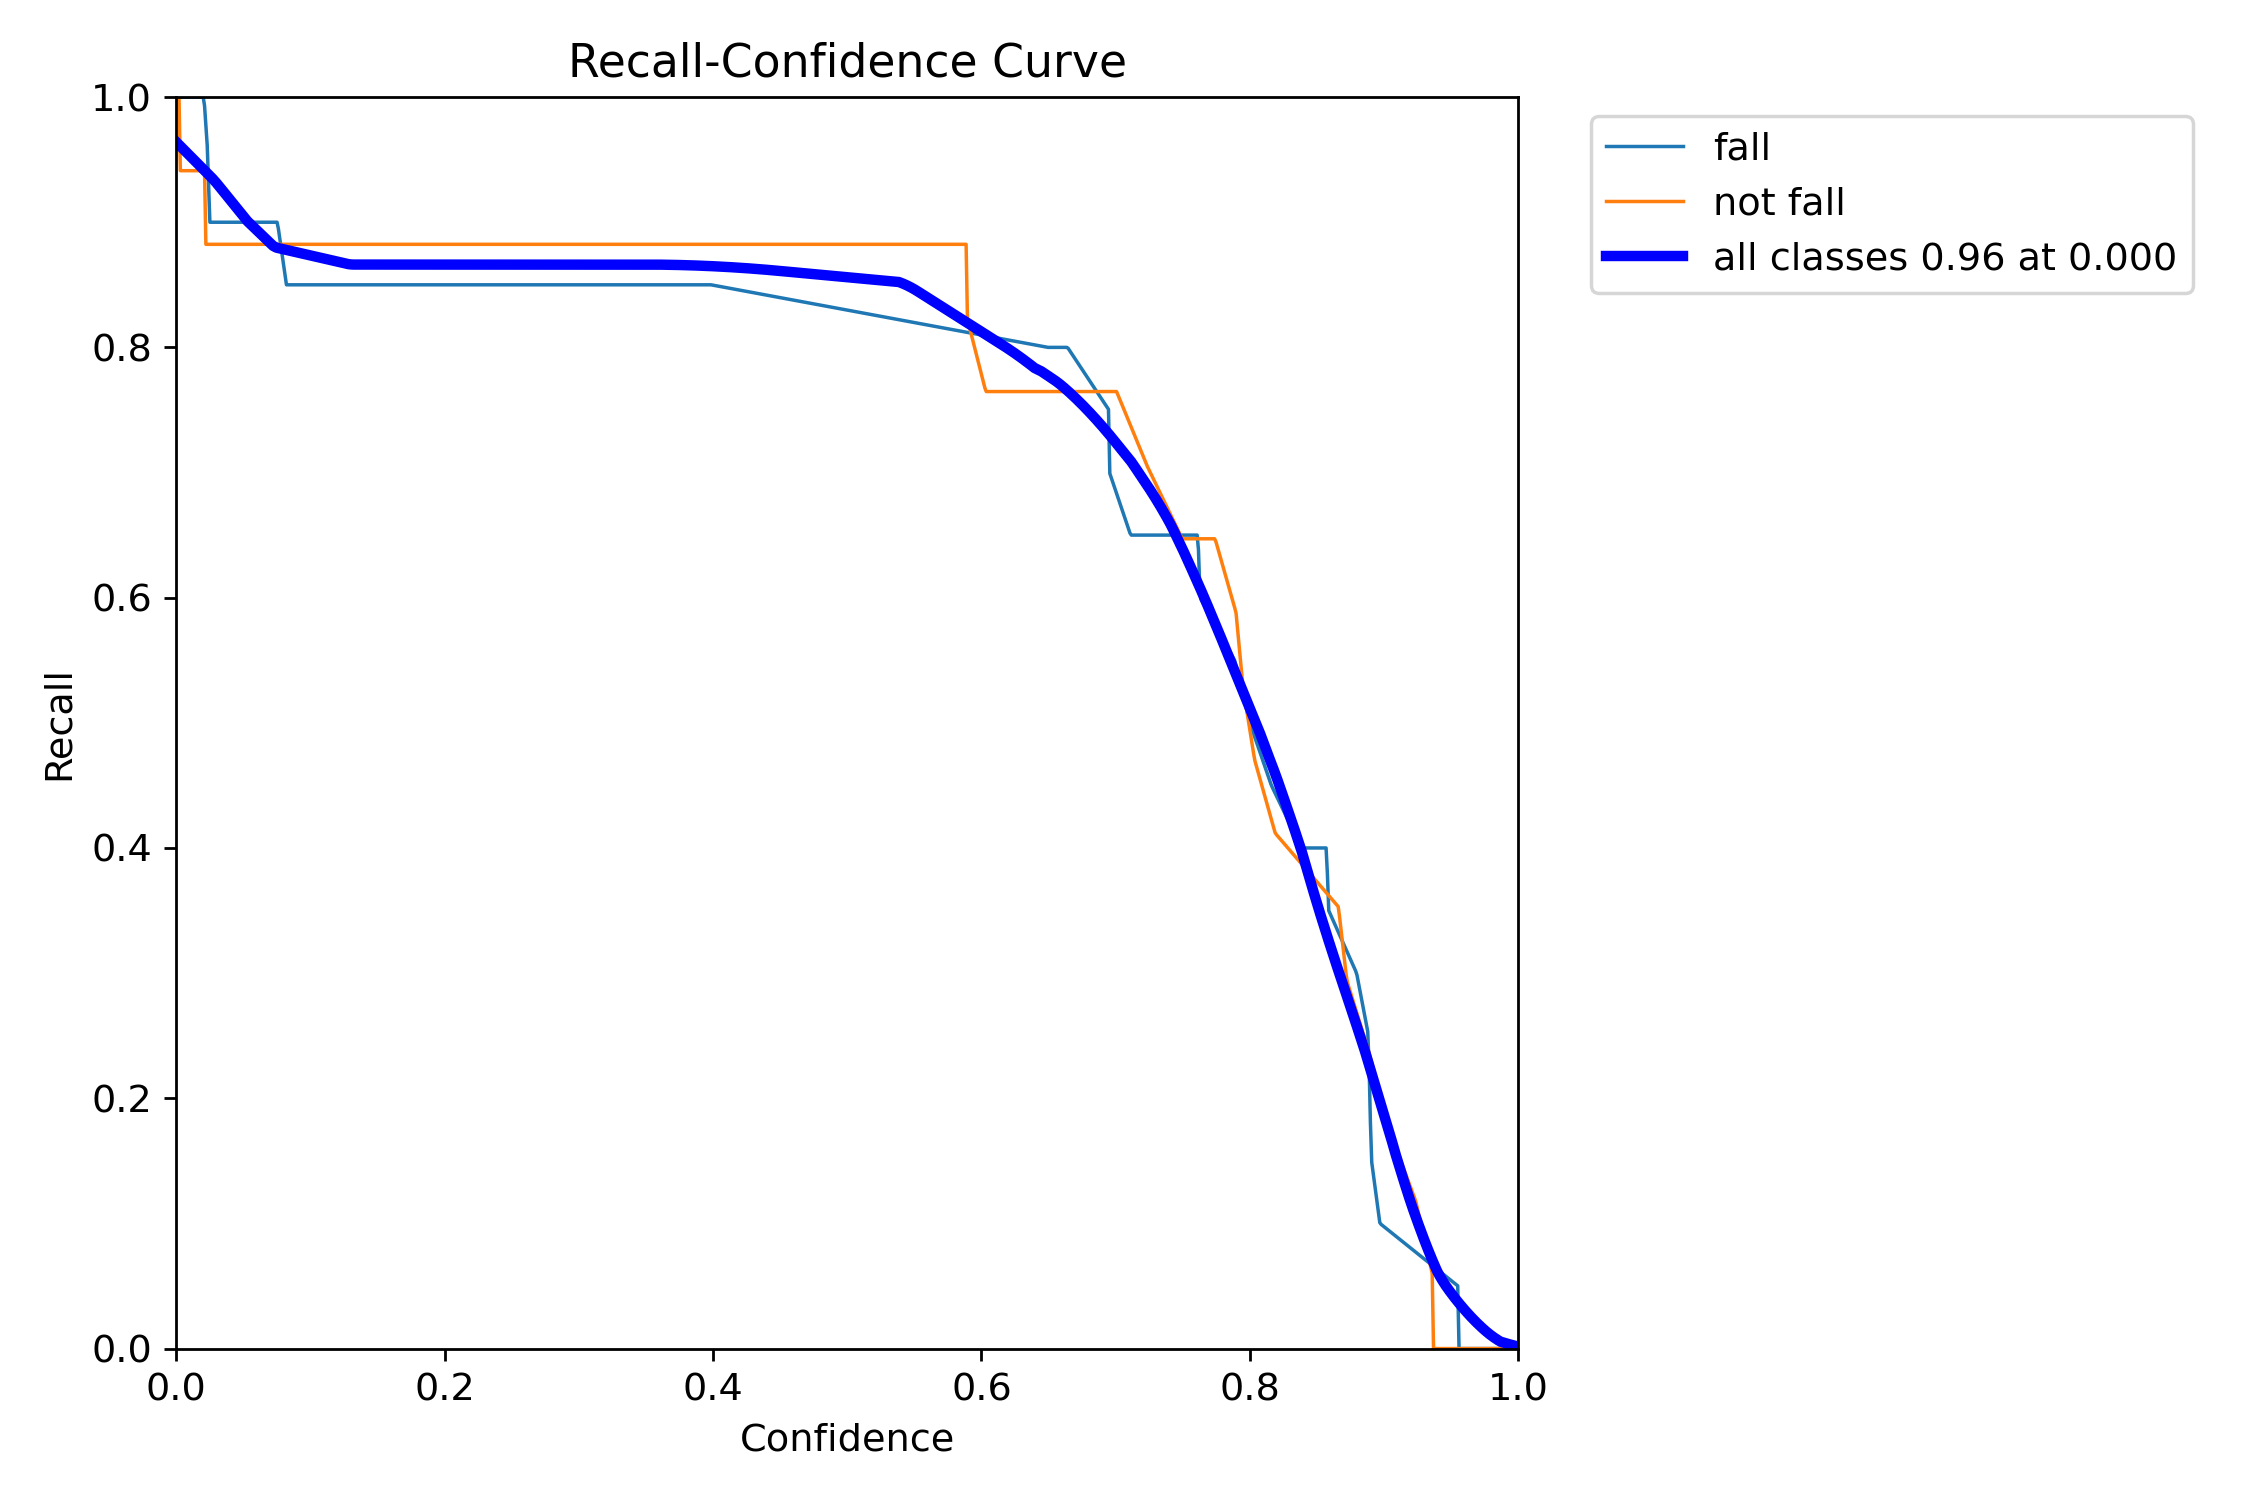 Recall-Confidence Curve
1.0
0.8
0.6
0.4
0.2
0.0
Recall
0.0 0.2 0.4 0.6 0.8 1.0
Confidence
fall
not fall
all classes 0.96 at 0.000